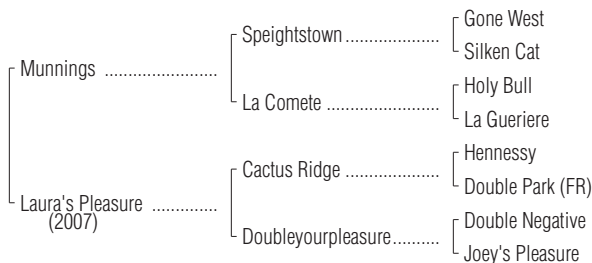 Gone West
Speightstown
Silken Cat
Munnings
Holy Bull
La Comete
La Gueriere
Hennessy
Cactus Ridge
Double Park (FR)
Laura's Pleasure
(2007)
Double Negative
Doubleyourpleasure
Joey's Pleasure